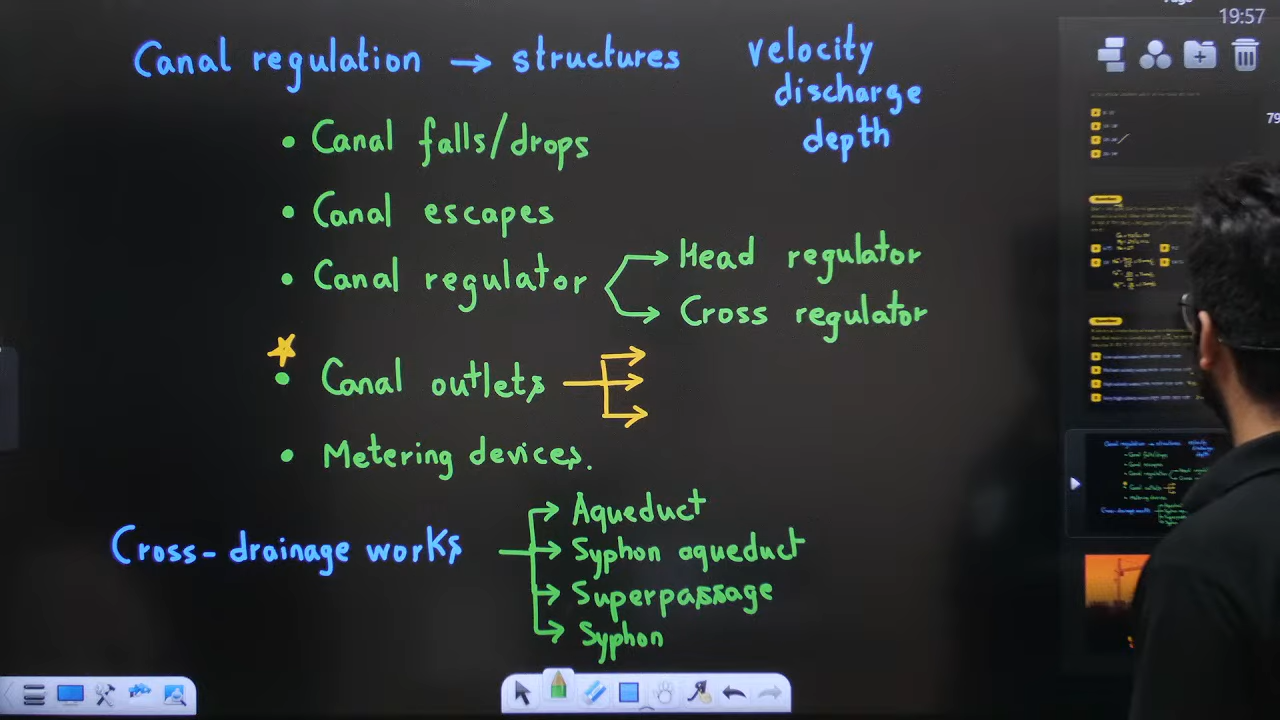 19:57
Canal regulation → structures velocity
discharge
depth
• Canal falls/drops
• Canal escapes
• Canal regulator → Head regulator
→ Cross regulator
• Canal outlets
• Metering devices.
Cross-drainage works → Aqueduct
→ Syphon aqueduct
→ Superpassage
→ Syphon